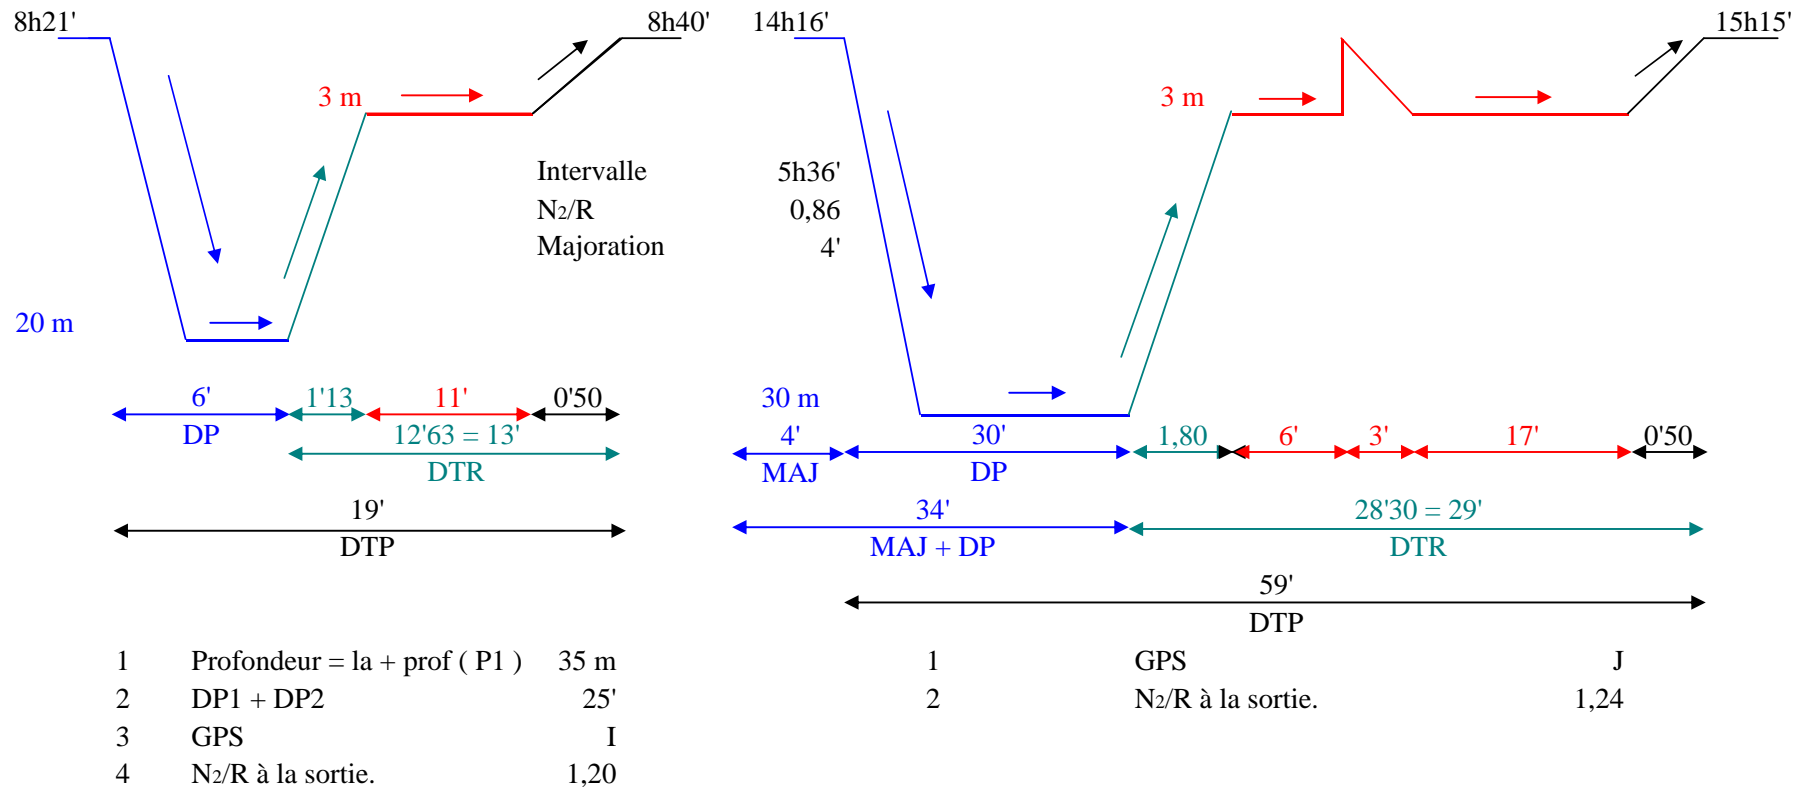 8h21' 8h40' 14h16' 15h15'
3 m 3 m
Intervalle 5h36'
N2/R 0,86
Majoration 4'
20 m
6' 1'13 11' 0'50 30 m
DP 12'63 = 13' 4' 30' 1,80 6' 3' 17' 0'50
DTR MAJ DP
19' 34' 28'30 = 29'
DTP MAJ + DP DTR
59'
DTP
1 Profondeur = la + prof ( P1 ) 35 m 1 GPS J
2 DP1 + DP2 25' 2 N2/R à la sortie. 1,24
3 GPS I
4 N2/R à la sortie. 1,20